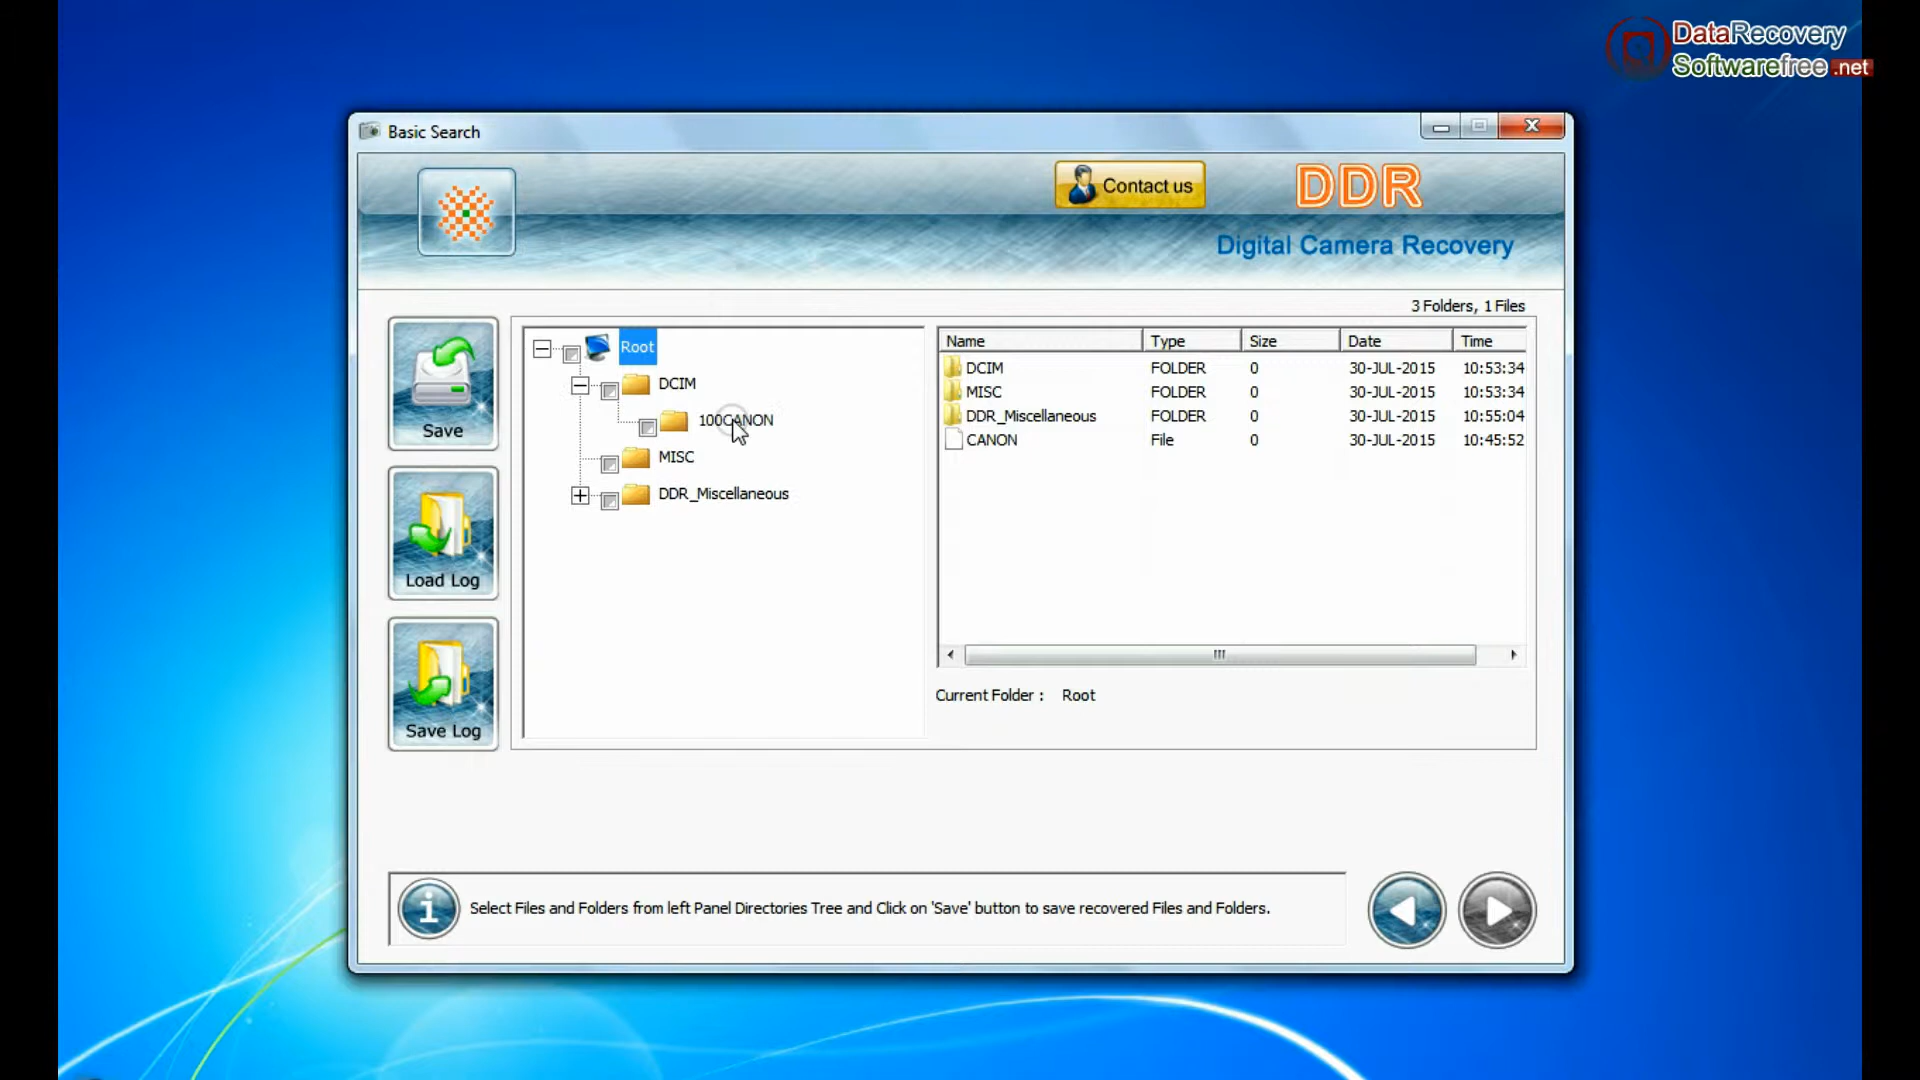 DataRecovery
Softwarefree.net
Basic Search
Contact us
DDR
Digital Camera Recovery
3 Folders, 1 Files
Save
Load Log
Save Log
Root
DCIM
100CANON
MISC
DDR_Miscellaneous
Name Type Size Date Time
DCIM FOLDER 0 30-JUL-2015 10:53:34
MISC FOLDER 0 30-JUL-2015 10:53:34
DDR_Miscellaneous FOLDER 0 30-JUL-2015 10:55:04
CANON File 0 30-JUL-2015 10:45:52
Current Folder : Root
Select Files and Folders from left Panel Directories Tree and Click on 'Save' button to save recovered Files and Folders.